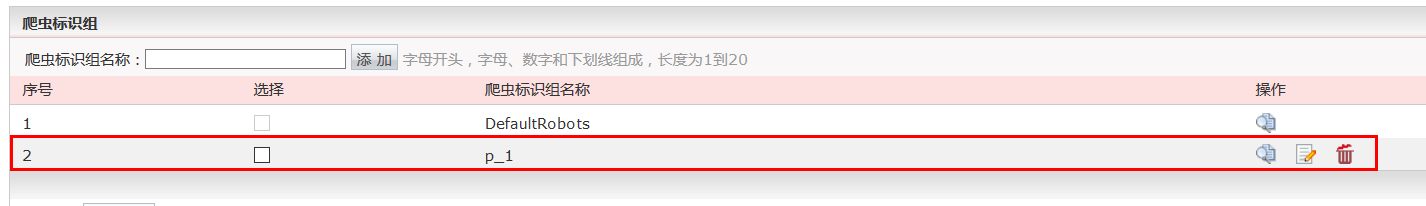 爬虫标识组
爬虫标识组名称： 添 加 字母开头，字母、数字和下划线组成，长度为1到20
序号 选择 爬虫标识组名称 操作
1 DefaultRobots
2 p_1